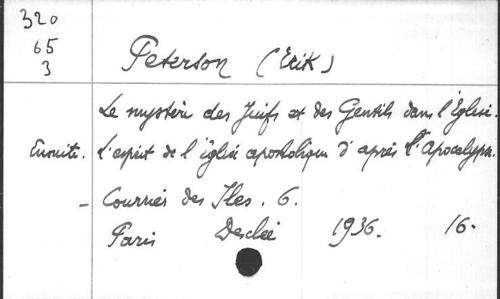 320
65
3
Peterson (Erik)
Le mystère des Juifs et des Gentils dans l'Église.
Ensuite. L'esprit de l'église apostolique d'après l'Apocalypse.
- Courrier des Iles. 6.
Paris Desclée 1936. 16.